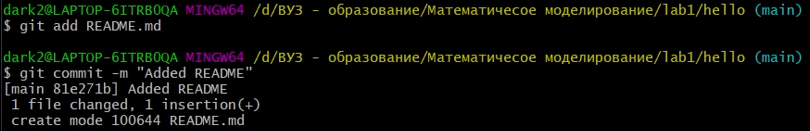 dark2@LAPTOP-6ITRB0QA MINGW64 /d/ВУЗ - образование/Математичесое моделирование/lab1/hello (main)
$ git add README.md
dark2@LAPTOP-6ITRB0QA MINGW64 /d/ВУЗ - образование/Математичесое моделирование/lab1/hello (main)
$ git commit -m "Added README"
[main 81e271b] Added README
 1 file changed, 1 insertion(+)
 create mode 100644 README.md